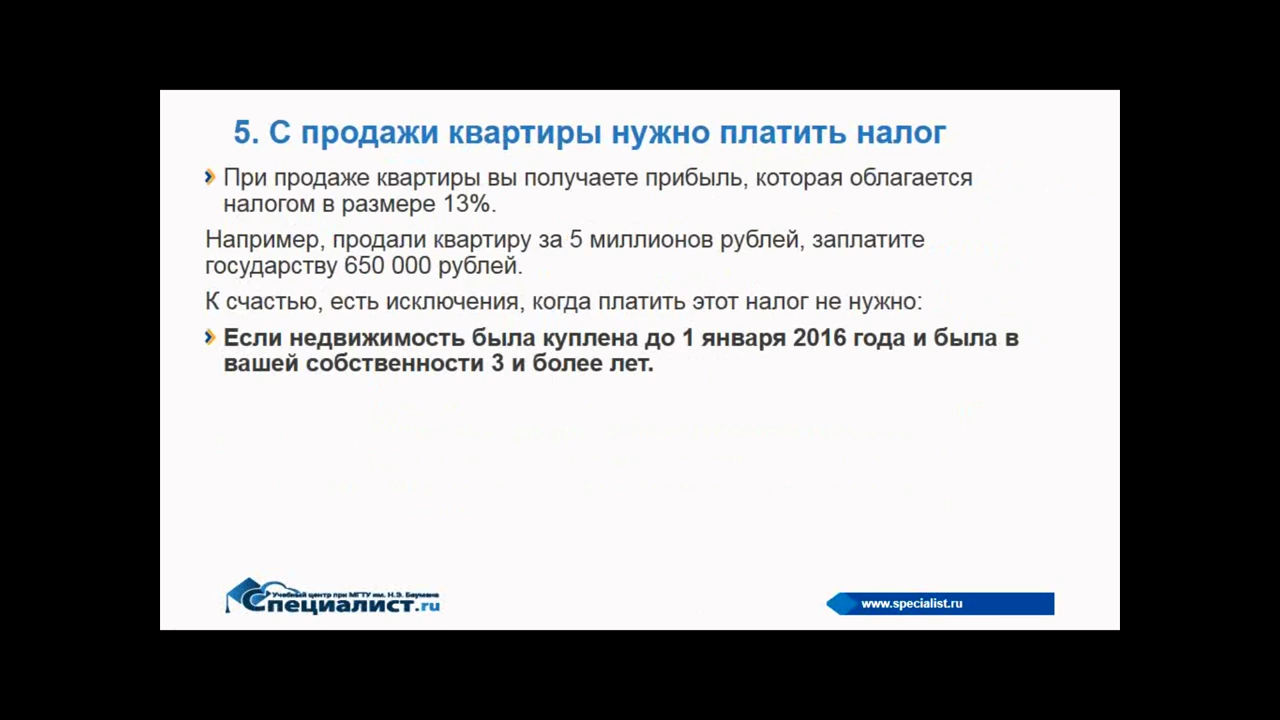 5. С продажи квартиры нужно платить налог
При продаже квартиры вы получаете прибыль, которая облагается
налогом в размере 13%.
Например, продали квартиру за 5 миллионов рублей, заплатите
государству 650 000 рублей.
К счастью, есть исключения, когда платить этот налог не нужно:
Если недвижимость была куплена до 1 января 2016 года и была в
вашей собственности 3 и более лет.
Учебный центр при МГТУ им. Н.Э. Баумана
Специалист.ru
www.specialist.ru